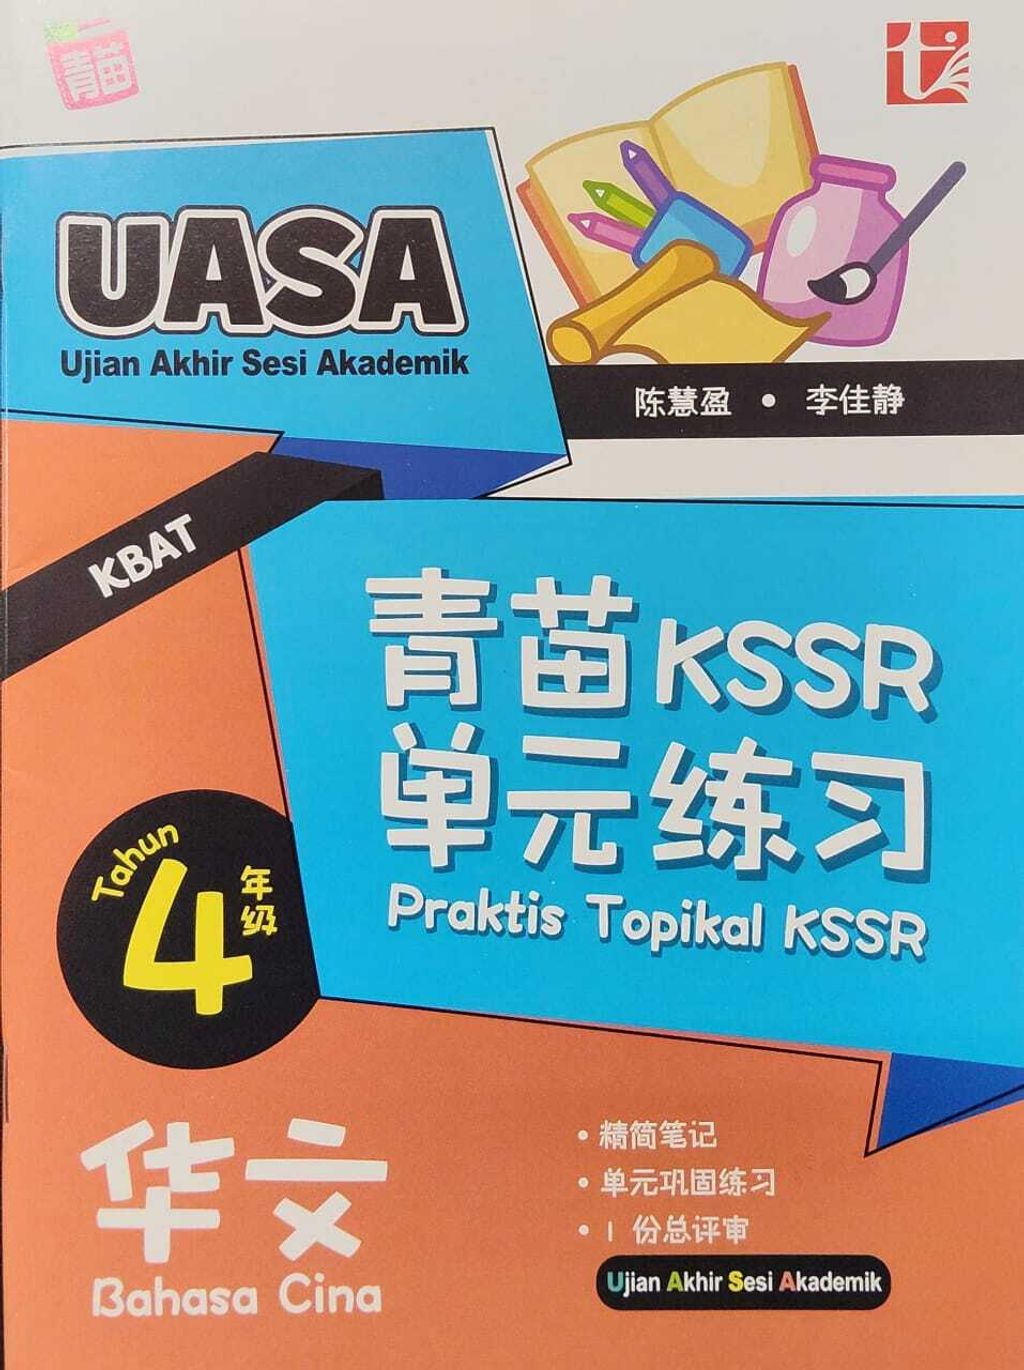 青苗
UASA
Ujian Akhir Sesi Akademik
陈慧盈 • 李佳静
KBAT
青苗KSSR
单元练习
Praktis Topikal KSSR
Tahun
4
年级
华文
Bahasa Cina
• 精简笔记
• 单元巩固练习
• 1 份总评审
Ujian Akhir Sesi Akademik